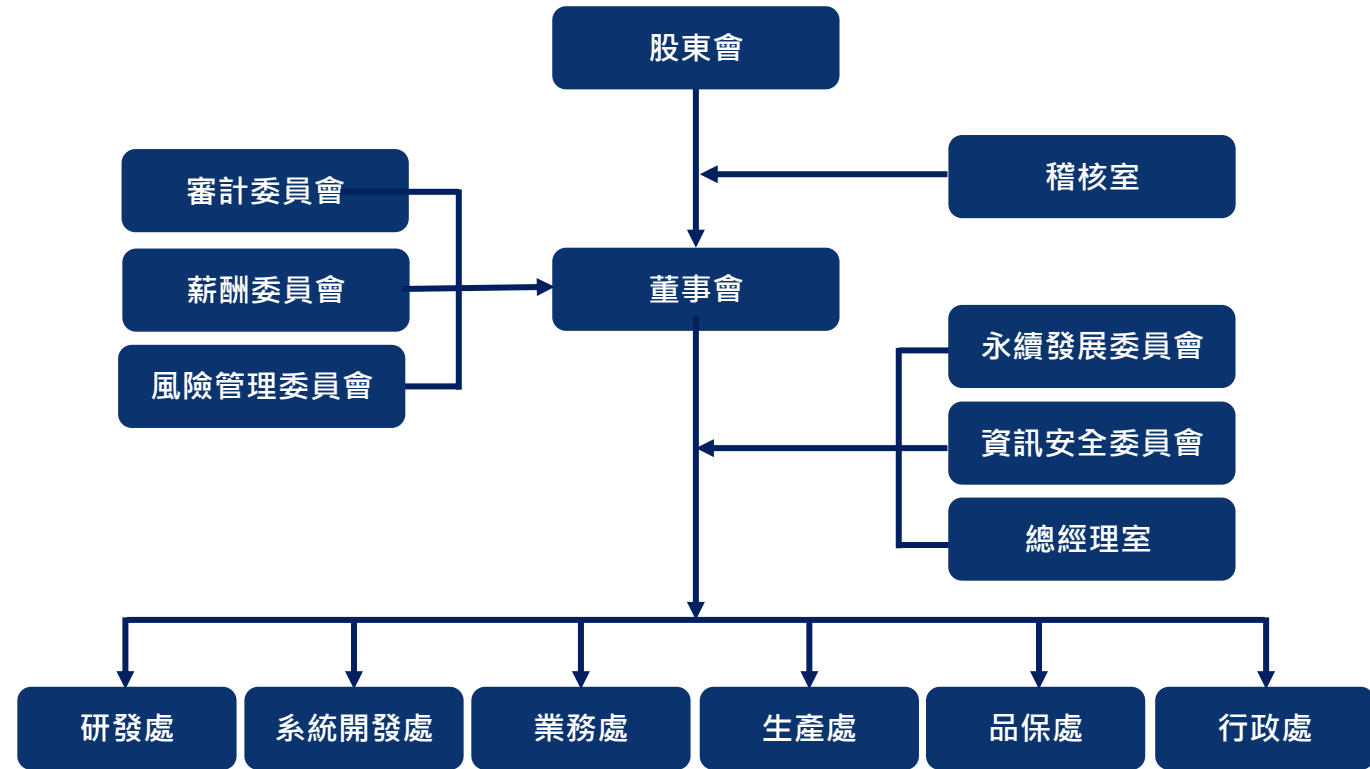 股東會
審計委員會
稽核室
薪酬委員會
董事會
風險管理委員會
永續發展委員會
資訊安全委員會
總經理室
研發處
系統開發處
業務處
生產處
品保處
行政處